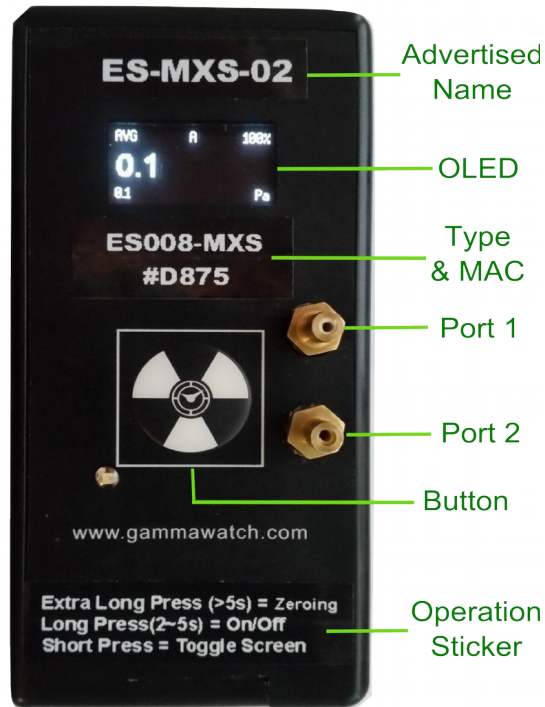 ES-MXS-02
Advertised
Name
AVG A 100%
0.1
0.1 Pa
OLED
ES008-MXS
#D875
Type
& MAC
Port 1
Port 2
Button
www.gammawatch.com
Extra Long Press (>5s) = Zeroing
Long Press(2~5s) = On/Off
Short Press = Toggle Screen
Operation
Sticker